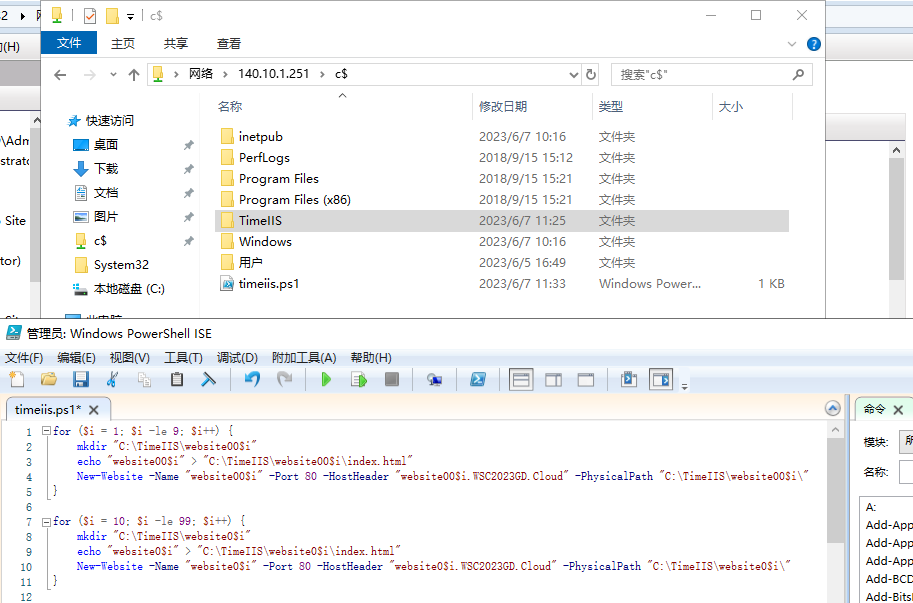 c$
文件 主页 共享 查看
网络 140.10.1.251 c$ 搜索"c$"
名称 修改日期 类型 大小
快速访问
桌面
下载
文档
图片
c$
System32
本地磁盘 (C:)
inetpub 2023/6/7 10:16 文件夹
PerfLogs 2018/9/15 15:12 文件夹
Program Files 2018/9/15 15:21 文件夹
Program Files (x86) 2018/9/15 15:21 文件夹
TimeIIS 2023/6/7 11:25 文件夹
Windows 2023/6/7 10:16 文件夹
用户 2023/6/5 16:49 文件夹
timeiis.ps1 2023/6/7 11:33 Windows Power... 1 KB
(H)
\Adm
Site
tor)
管理员: Windows PowerShell ISE
文件(F) 编辑(E) 视图(V) 工具(T) 调试(D) 附加工具(A) 帮助(H)
timeiis.ps1* 
1 for ($i = 1; $i -le 9; $i++) {
2 mkdir "C:\TimeIIS\website00$i"
3 echo "website00$i" > "C:\TimeIIS\website00$i\index.html"
4 New-Website -Name "website00$i" -Port 80 -HostHeader "website00$i.WSC2023GD.Cloud" -PhysicalPath "C:\TimeIIS\website00$i\"
5 }
6
7 for ($i = 10; $i -le 99; $i++) {
8 mkdir "C:\TimeIIS\website0$i"
9 echo "website0$i" > "C:\TimeIIS\website0$i\index.html"
10 New-Website -Name "website0$i" -Port 80 -HostHeader "website0$i.WSC2023GD.Cloud" -PhysicalPath "C:\TimeIIS\website0$i\"
11 }
12
命令
模块:
名称:
A:
Add-App
Add-App
Add-App
Add-BCD
Add-Bits